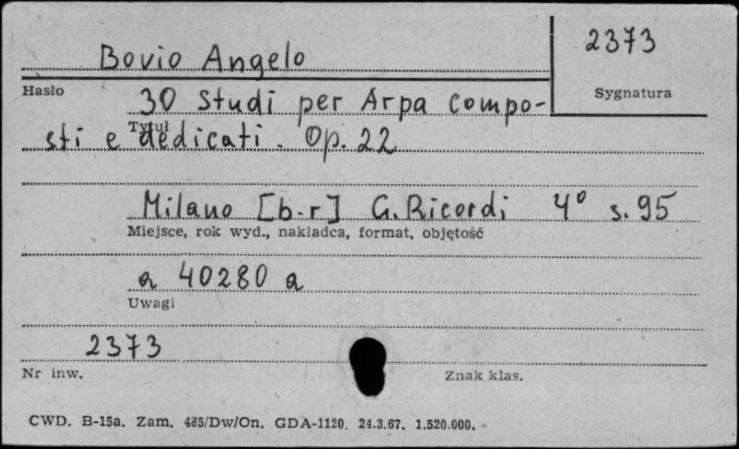 Bovio Angelo
2373
Hasło
Sygnatura
30 Studi per Arpa compo-
Tytuł
sti e dedicati. Op. 22
Milano [b.r] G. Ricordi 4° s. 95
Miejsce, rok wyd., nakładca, format, objętość
a 40280 a
Uwagi
2373
Nr inw.
Znak klas.
CWD. B-15a. Zam. 485/Dw/On. GDA-1120. 24.3.67. 1.520.000.